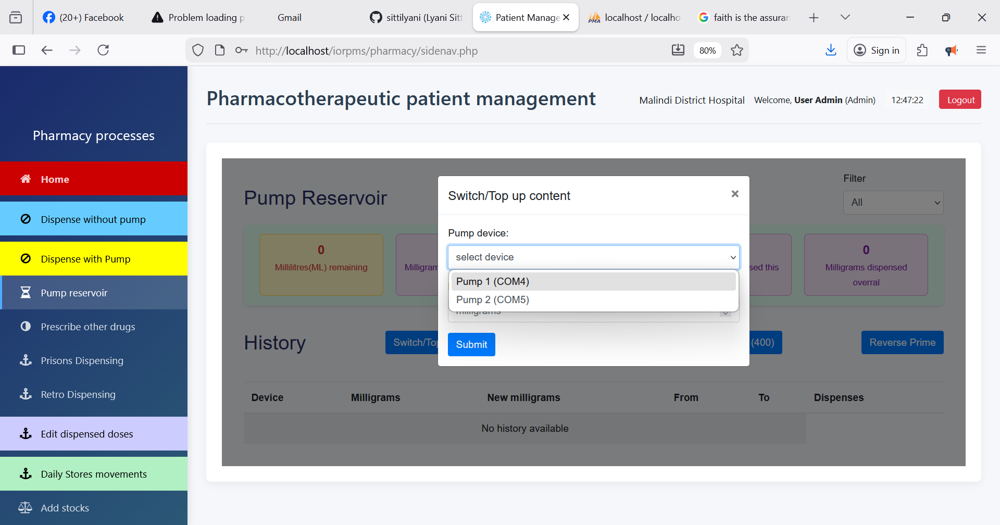 (20+) Facebook
Problem loading p
Gmail
sittilyani (Lyani Sitt
Patient Manage
localhost / localho
faith is the assuran
http://localhost/iorpms/pharmacy/sidenav.php
80%
Sign in
Pharmacy processes
Home
Dispense without pump
Dispense with Pump
Pump reservoir
Prescribe other drugs
Prisons Dispensing
Retro Dispensing
Edit dispensed doses
Daily Stores movements
Add stocks
Pharmacotherapeutic patient management
Malindi District Hospital
Welcome, User Admin (Admin)
12:47:22
Logout
Pump Reservoir
Filter
All
0
Millilitres(ML) remaining
Milligram
sed this
0
Milligrams dispensed
overral
Switch/Top up content
×
Pump device:
select device
Pump 1 (COM4)
Pump 2 (COM5)
milligrams
Submit
History
Switch/Top
(400)
Reverse Prime
Device
Milligrams
New milligrams
From
To
Dispenses
No history available